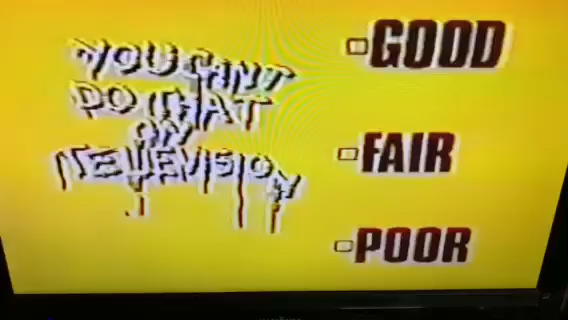 YOU CAN'T
DO THAT
ON
TELEVISION
GOOD
FAIR
POOR